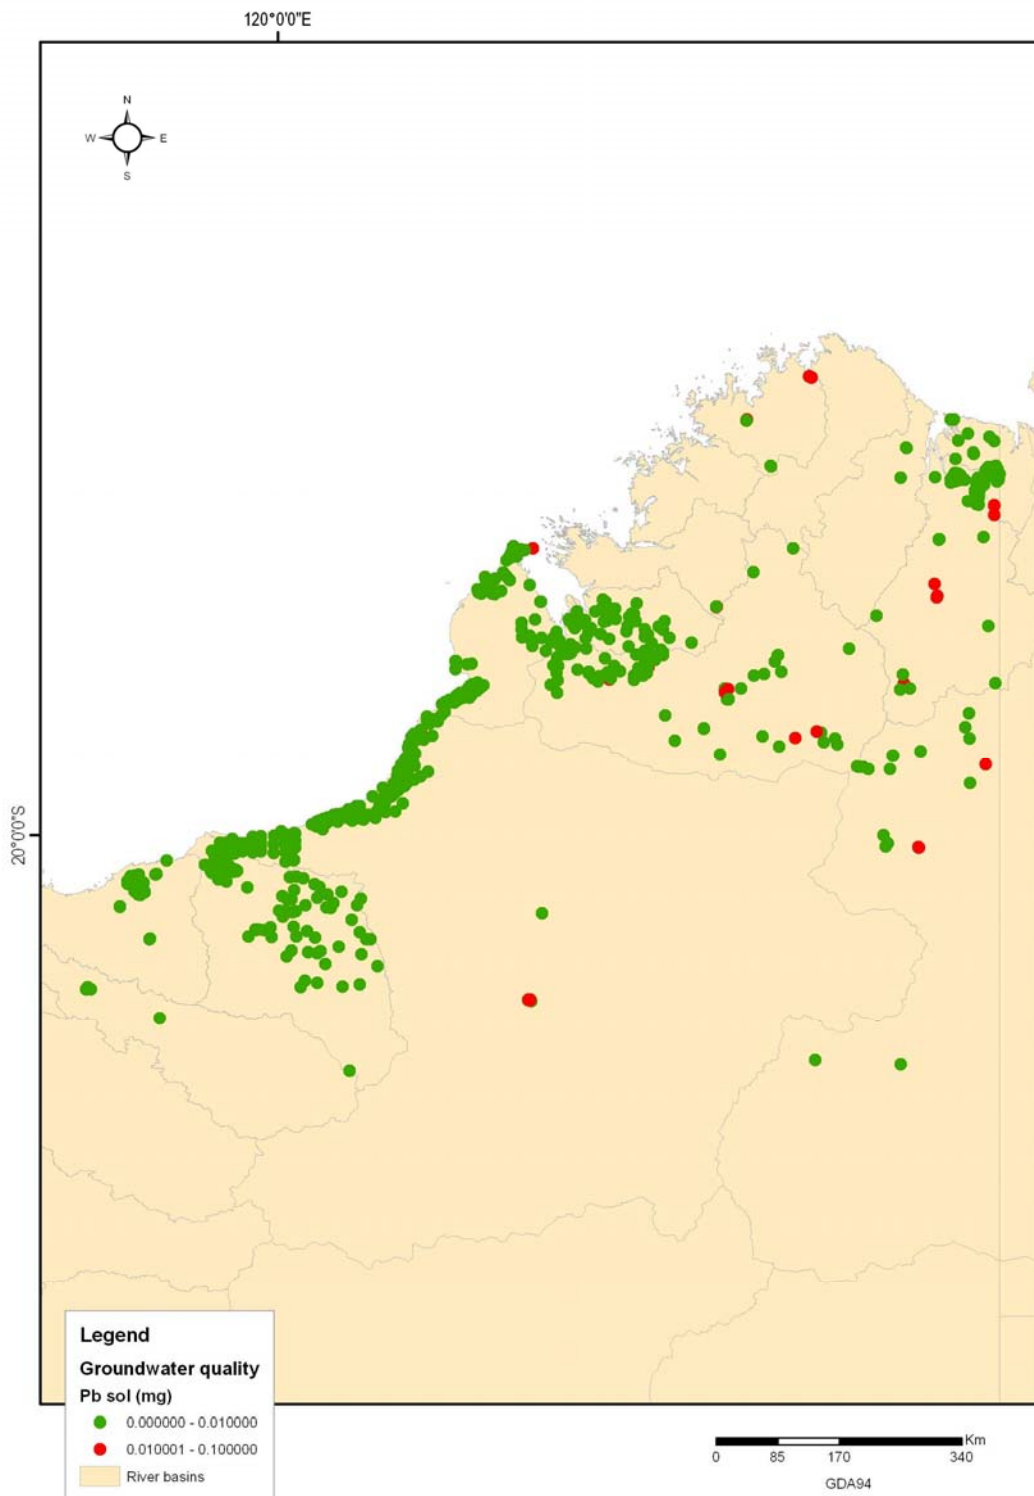 120°0'0"E
N
W E
S
20°0'0"S
Legend
Groundwater quality
Pb sol (mg)
0.000000 - 0.010000
0.010001 - 0.100000
River basins
Km
0 85 170 340
GDA94